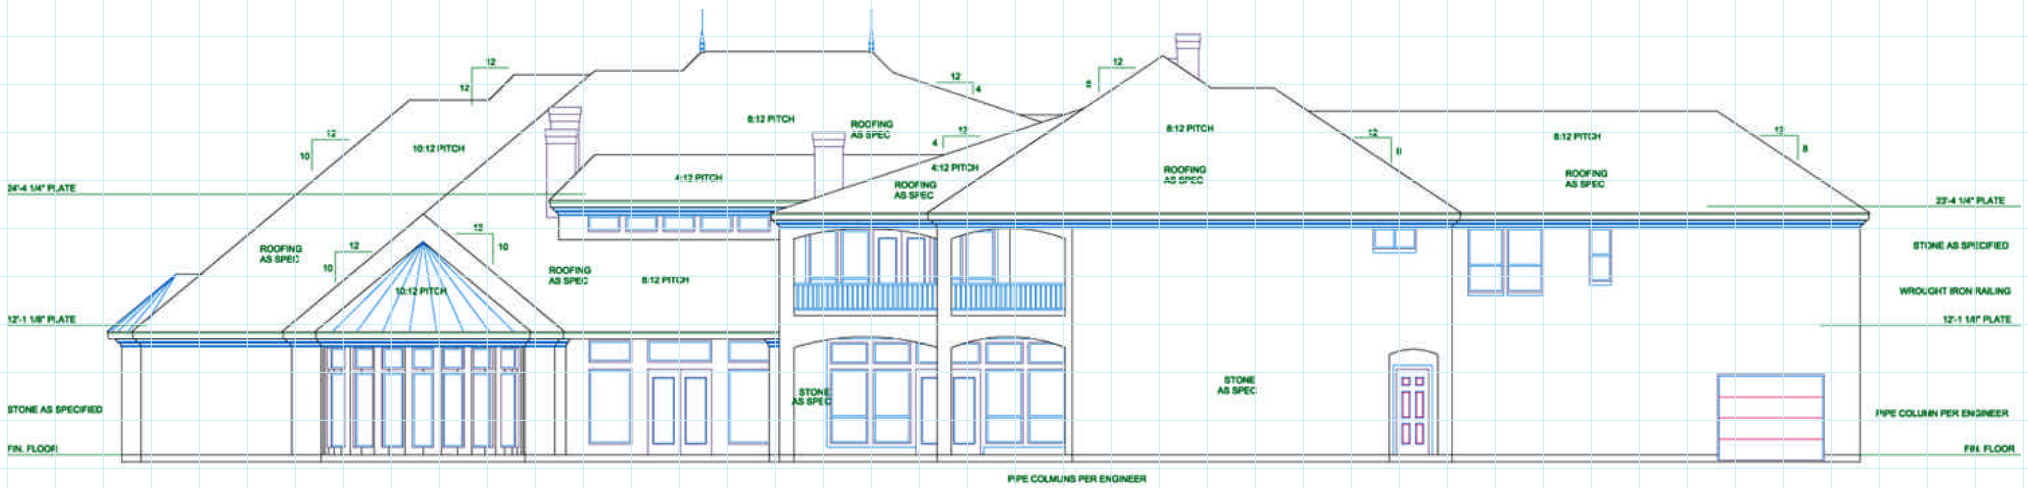 12
12
12
10
10:12 PITCH
8:12 PITCH
ROOFING
AS SPEC
12
4
12
8
8:12 PITCH
12
8
8:12 PITCH
12
8
12
4
4:12 PITCH
4:12 PITCH
ROOFING
AS SPEC
ROOFING
AS SPEC
ROOFING
AS SPEC
24'-4 1/4" PLATE
23'-4 1/4" PLATE
ROOFING
AS SPEC
12
10
12
10
10:12 PITCH
ROOFING
AS SPEC
8:12 PITCH
STONE AS SPECIFIED
WROUGHT IRON RAILING
12'-1 1/8" PLATE
12'-1 1/8" PLATE
STONE
AS SPEC
STONE
AS SPEC
STONE AS SPECIFIED
PIPE COLUMN PER ENGINEER
FIN. FLOOR
FIN. FLOOR
PIPE COLMUNS PER ENGINEER